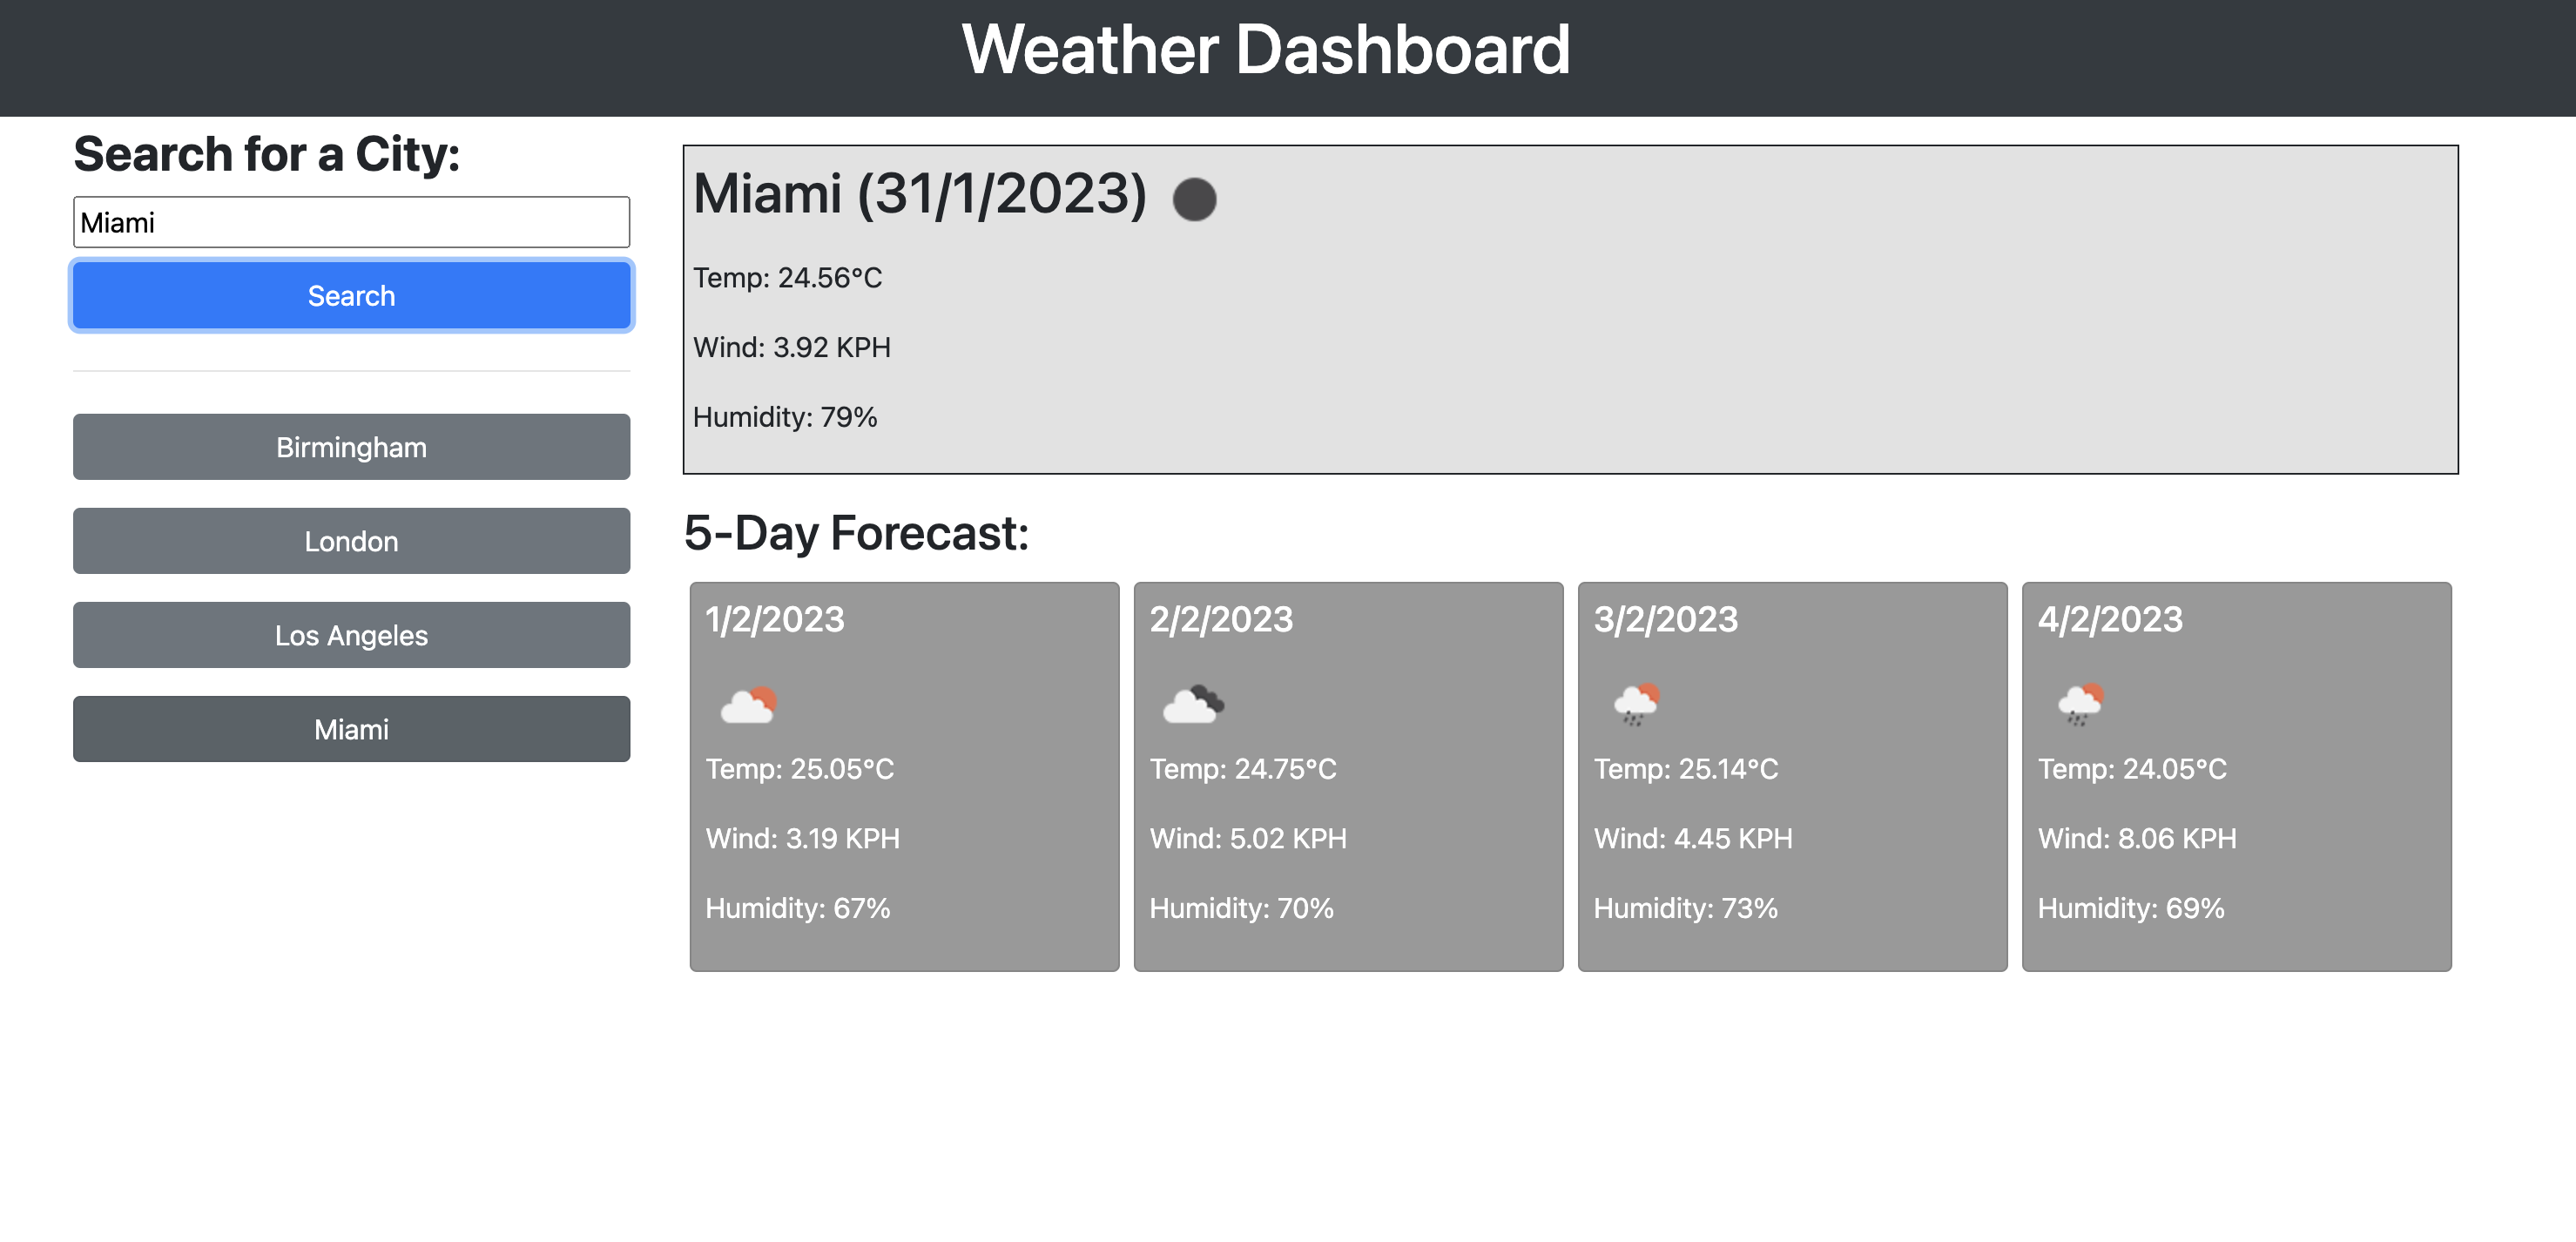 Weather Dashboard
Search for a City:
Miami
Search
Birmingham
London
Los Angeles
Miami
Miami (31/1/2023)
Temp: 24.56°C
Wind: 3.92 KPH
Humidity: 79%
5-Day Forecast:
1/2/2023
Temp: 25.05°C
Wind: 3.19 KPH
Humidity: 67%
2/2/2023
Temp: 24.75°C
Wind: 5.02 KPH
Humidity: 70%
3/2/2023
Temp: 25.14°C
Wind: 4.45 KPH
Humidity: 73%
4/2/2023
Temp: 24.05°C
Wind: 8.06 KPH
Humidity: 69%